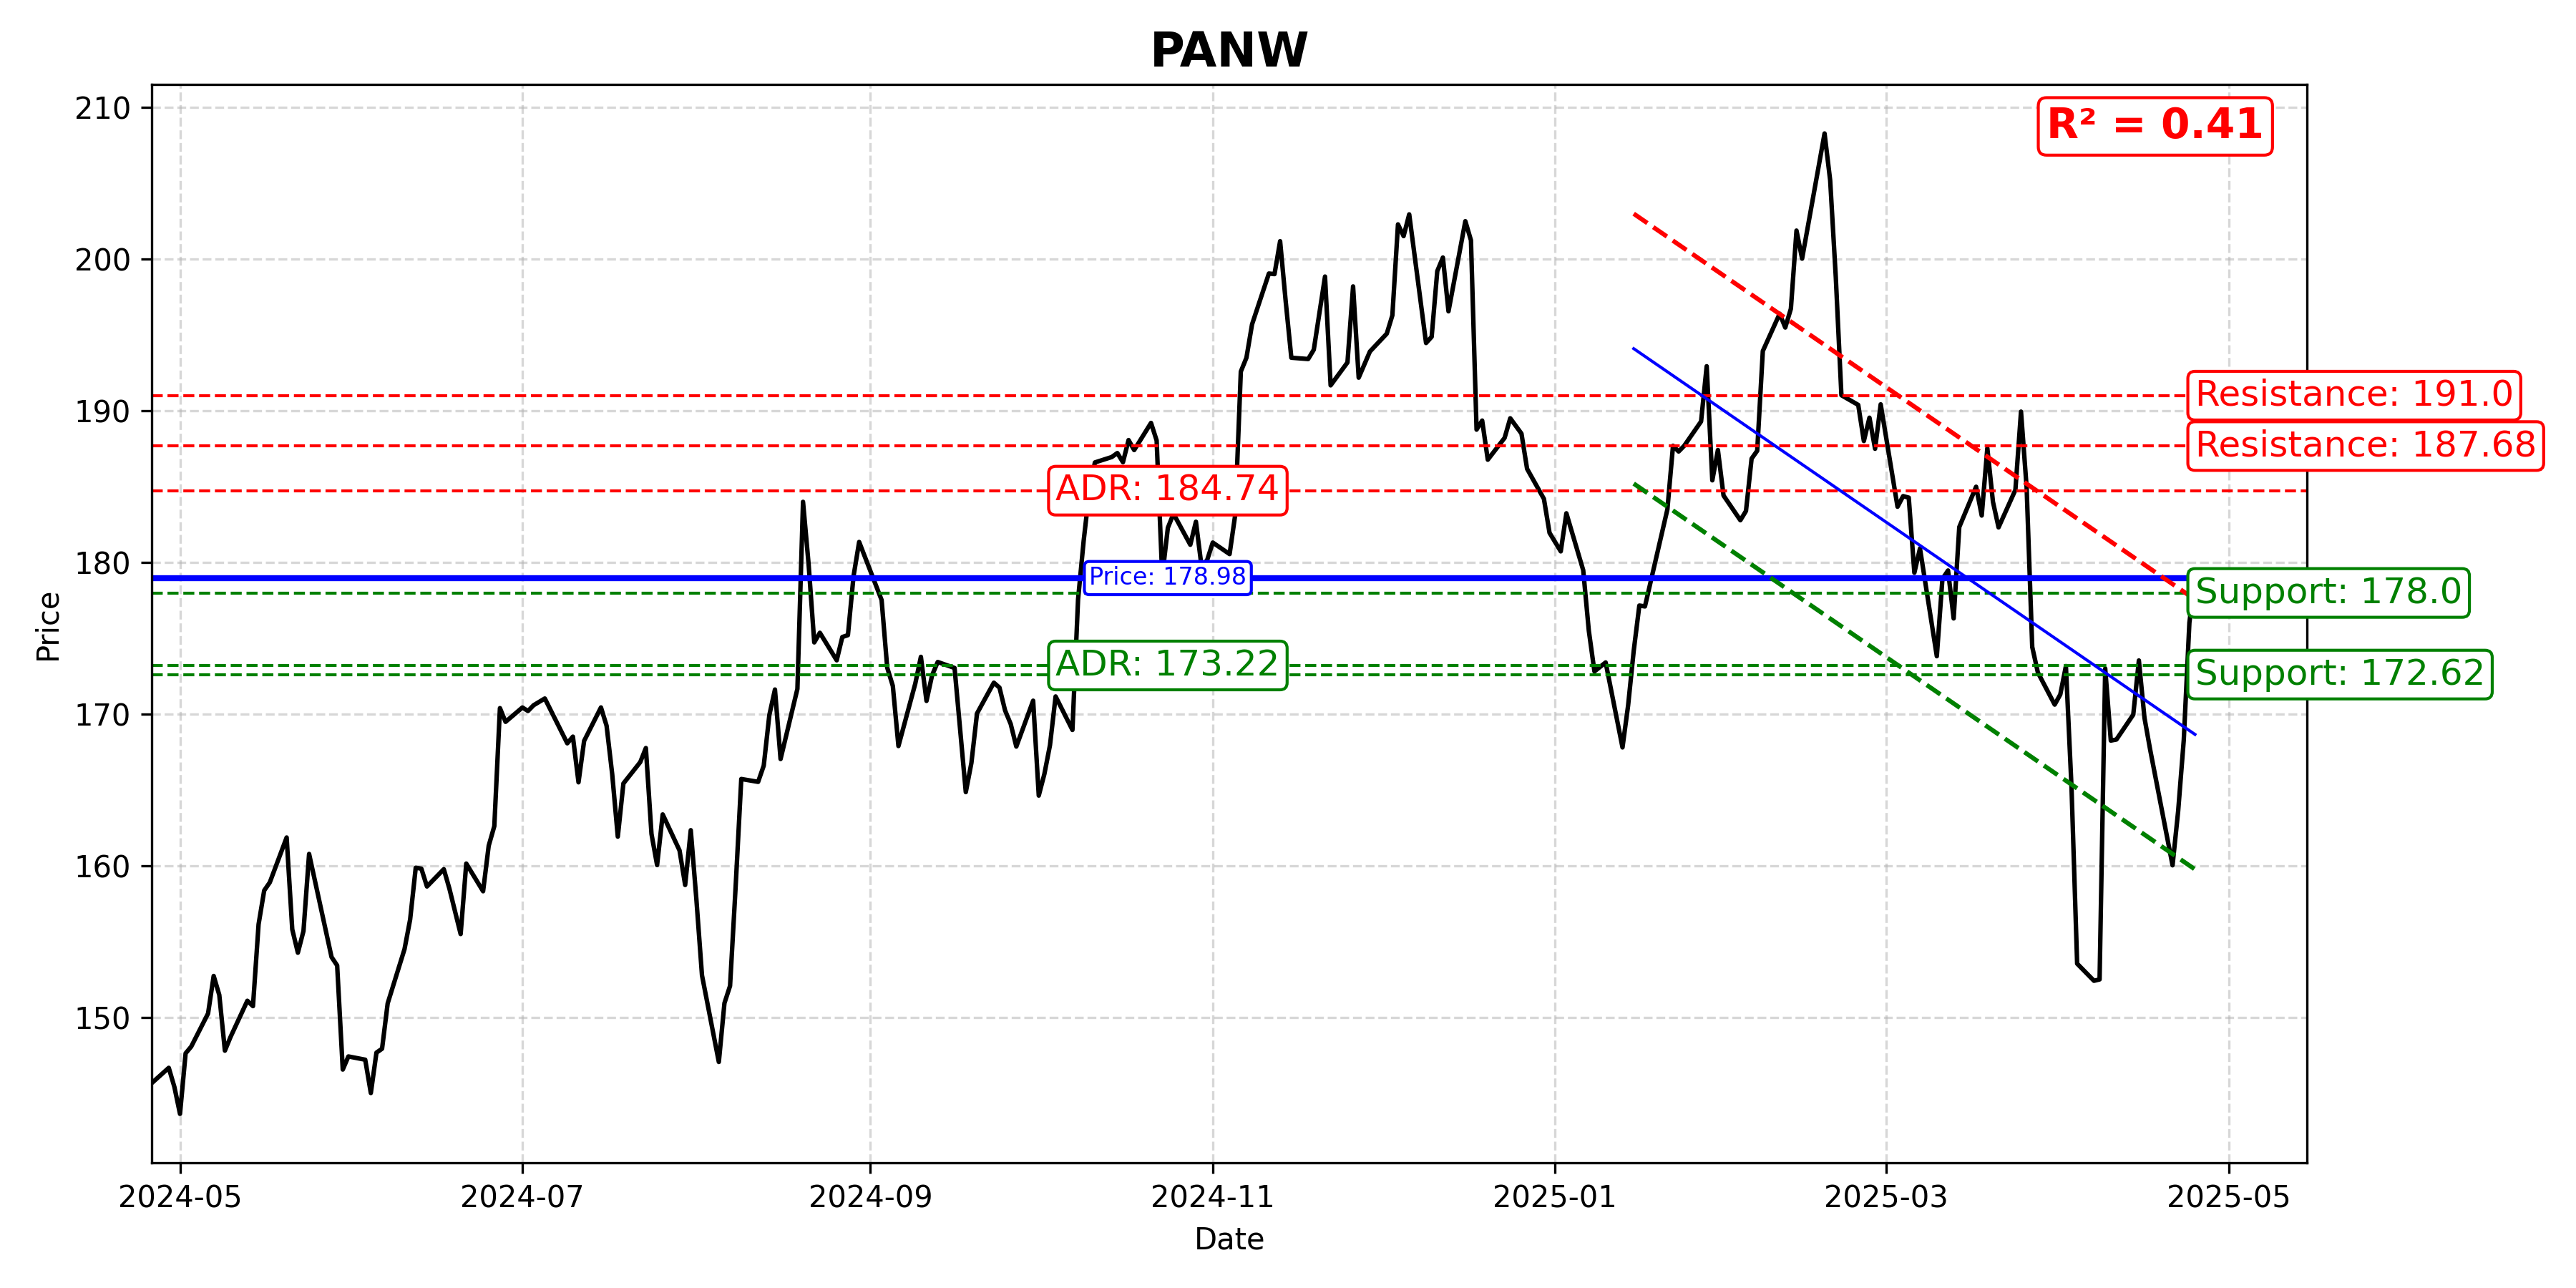 PANW
R² = 0.41
210
200
190
180
170
160
150
Price
Resistance: 191.0
Resistance: 187.68
ADR: 184.74
Price: 178.98
Support: 178.0
ADR: 173.22
Support: 172.62
2024-05
2024-07
2024-09
2024-11
2025-01
2025-03
2025-05
Date